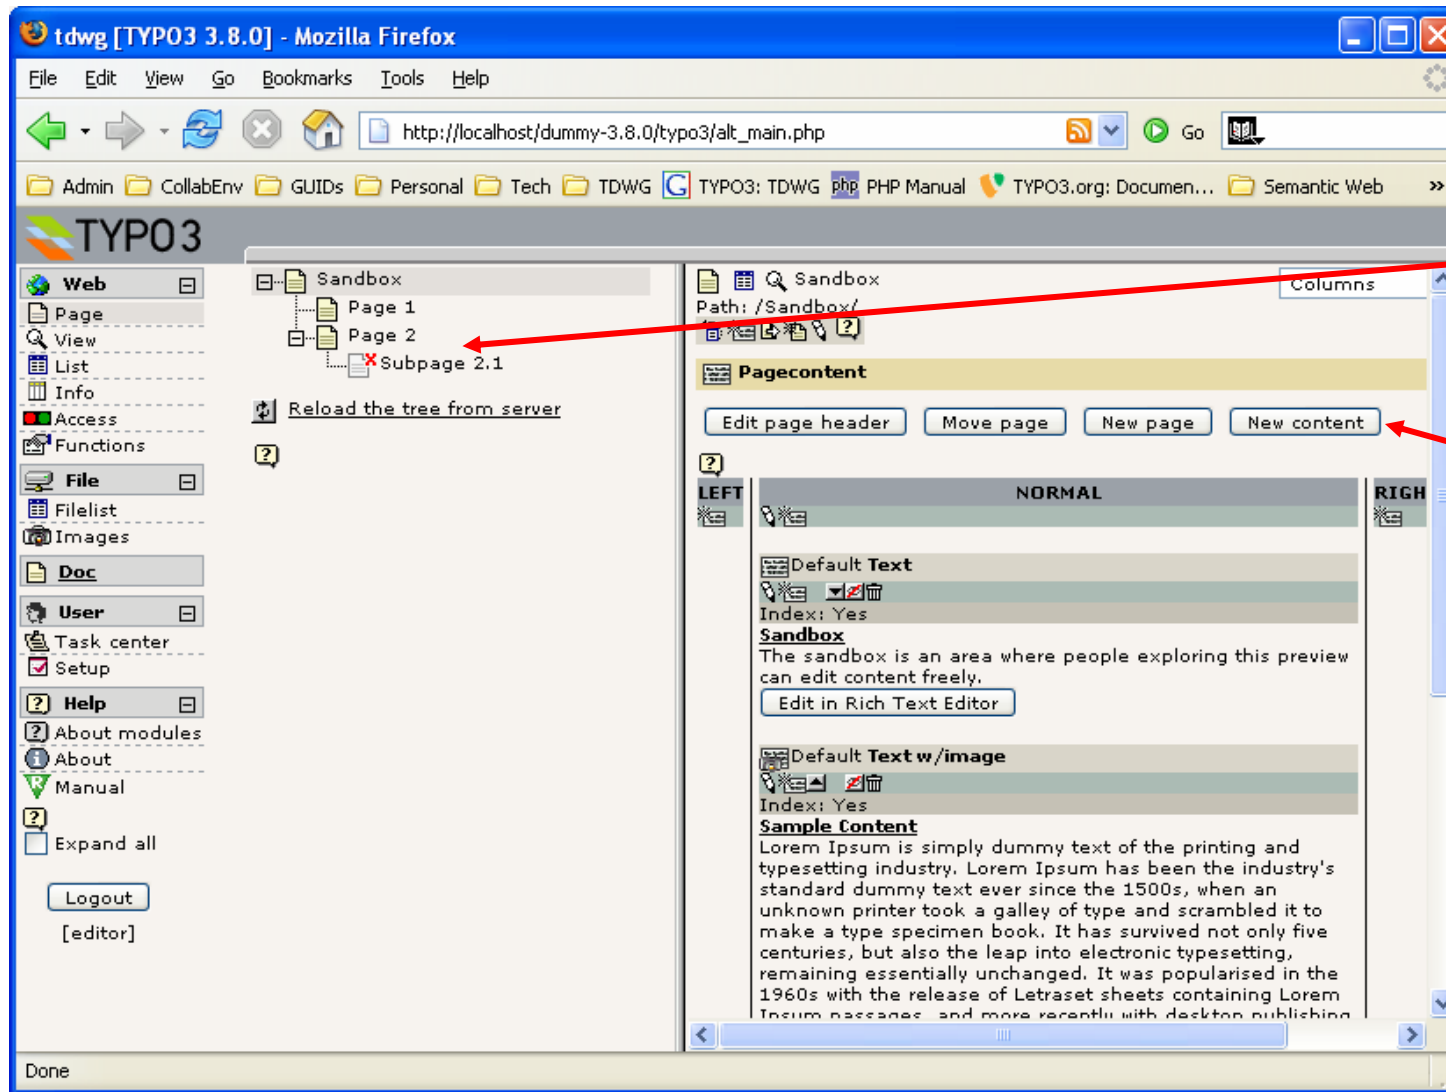 tdwg [TYPO3 3.8.0] - Mozilla Firefox
File Edit View Go Bookmarks Tools Help
http://localhost/dummy-3.8.0/typo3/alt_main.php Go
Admin CollabEnv GUIDs Personal Tech TDWG TYPO3: TDWG php PHP Manual TYPO3.org: Documen... Semantic Web »
TYPO3
Web
Page
View
List
Info
Access
Functions
File
Filelist
Images
Doc
User
Task center
Setup
Help
About modules
About
Manual
Expand all
Logout
[editor]
Sandbox
Page 1
Page 2
Subpage 2.1
Reload the tree from server
Sandbox
Columns
Path: /Sandbox/
Pagecontent
Edit page header Move page New page New content
LEFT NORMAL RIGH
Default Text
Index: Yes
Sandbox
The sandbox is an area where people exploring this preview
can edit content freely.
Edit in Rich Text Editor
Default Text w/image
Index: Yes
Sample Content
Lorem Ipsum is simply dummy text of the printing and
typesetting industry. Lorem Ipsum has been the industry's
standard dummy text ever since the 1500s, when an
unknown printer took a galley of type and scrambled it to
make a type specimen book. It has survived not only five
centuries, but also the leap into electronic typesetting,
remaining essentially unchanged. It was popularised in the
1960s with the release of Letraset sheets containing Lorem
Ipsum passages, and more recently with desktop publishing
Done